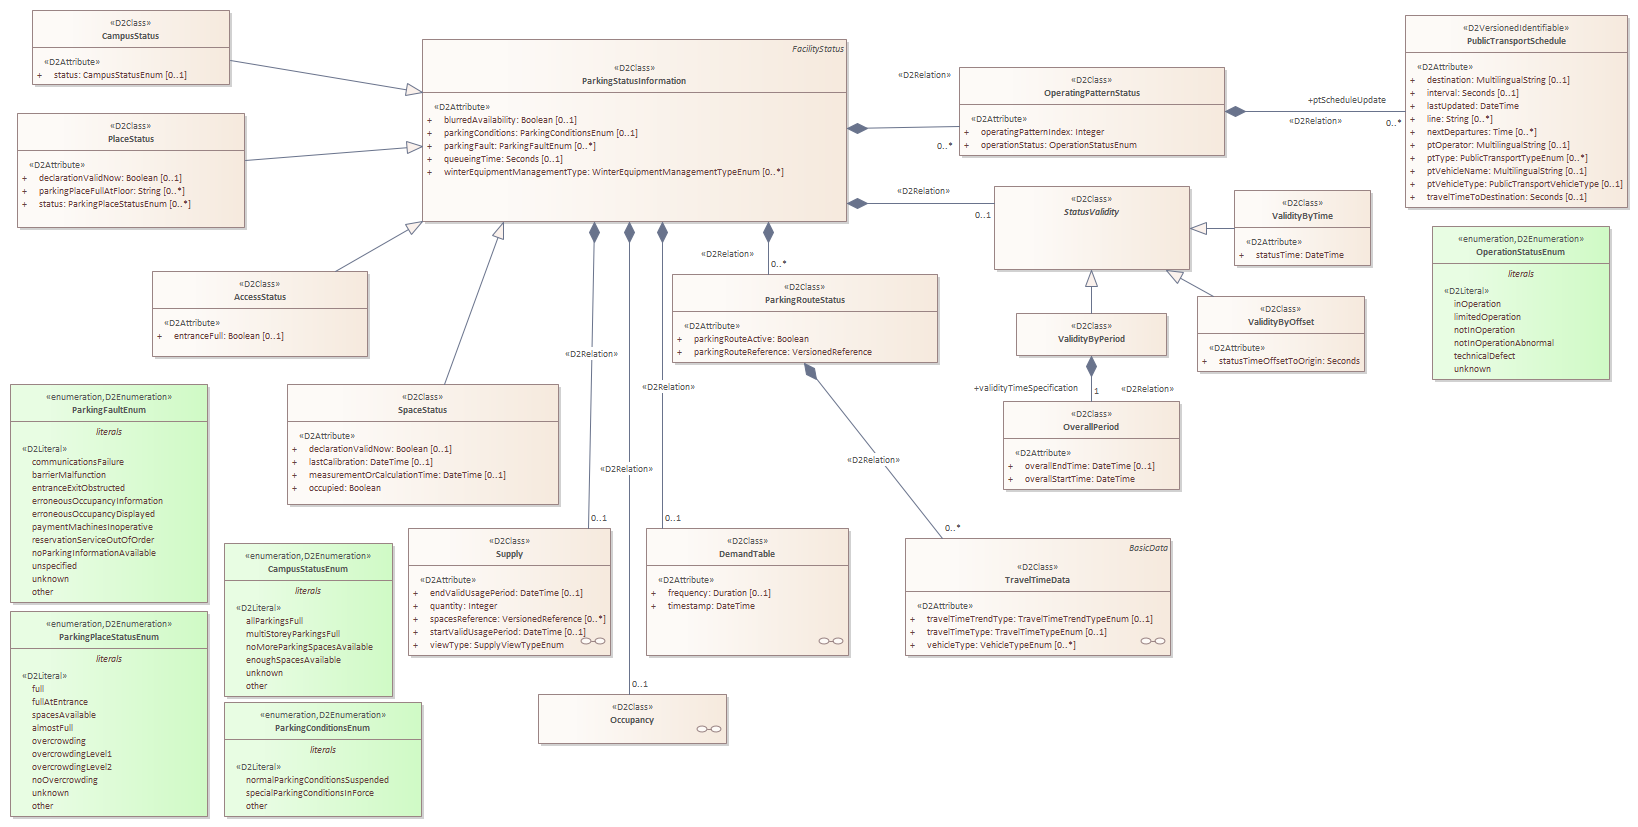 «D2Class»
CampusStatus
«D2Attribute»
+ status: CampusStatusEnum [0..1]
«D2Class»
PlaceStatus
«D2Attribute»
+ declarationValidNow: Boolean [0..1]
+ parkingPlaceFullAtFloor: String [0..*]
+ status: ParkingPlaceStatusEnum [0..*]
FacilityStatus
«D2Class»
ParkingStatusInformation
«D2Attribute»
+ blurredAvailability: Boolean [0..1]
+ parkingConditions: ParkingConditionsEnum [0..1]
+ parkingFault: ParkingFaultEnum [0..*]
+ queueingTime: Seconds [0..1]
+ winterEquipmentManagementType: WinterEquipmentManagementTypeEnum [0..*]
«D2Relation»
0..*
«D2Class»
OperatingPatternStatus
«D2Attribute»
+ operatingPatternIndex: Integer
+ operationStatus: OperationStatusEnum
+ptScheduleUpdate
«D2Relation»
0..*
«D2VersionedIdentifiable»
PublicTransportSchedule
«D2Attribute»
+ destination: MultilingualString [0..1]
+ interval: Seconds [0..1]
+ lastUpdated: DateTime
+ line: String [0..*]
+ nextDepartures: Time [0..*]
+ ptOperator: MultilingualString [0..1]
+ ptType: PublicTransportTypeEnum [0..*]
+ ptVehicleName: MultilingualString [0..1]
+ ptVehicleType: PublicTransportVehicleType [0..1]
+ travelTimeToDestination: Seconds [0..1]
«D2Relation»
0..1
«D2Class»
StatusValidity
«D2Class»
ValidityByTime
«D2Attribute»
+ statusTime: DateTime
«enumeration,D2Enumeration»
OperationStatusEnum
literals
«D2Literal»
inOperation
limitedOperation
notInOperation
notInOperationAbnormal
technicalDefect
unknown
«D2Class»
AccessStatus
«D2Attribute»
+ entranceFull: Boolean [0..1]
«D2Relation»
0..*
«D2Class»
ParkingRouteStatus
«D2Attribute»
+ parkingRouteActive: Boolean
+ parkingRouteReference: VersionedReference
«D2Class»
ValidityByPeriod
«D2Class»
ValidityByOffset
«D2Attribute»
+ statusTimeOffsetToOrigin: Seconds
+validityTimeSpecification
1
«D2Relation»
«D2Class»
OverallPeriod
«D2Attribute»
+ overallEndTime: DateTime [0..1]
+ overallStartTime: DateTime
«D2Relation»
«D2Relation»
«D2Relation»
«D2Relation»
«enumeration,D2Enumeration»
ParkingFaultEnum
literals
«D2Literal»
communicationsFailure
barrierMalfunction
entranceExitObstructed
erroneousOccupancyInformation
erroneousOccupancyDisplayed
paymentMachinesInoperative
reservationServiceOutOfOrder
noParkingInformationAvailable
unspecified
unknown
other
«D2Class»
SpaceStatus
«D2Attribute»
+ declarationValidNow: Boolean [0..1]
+ lastCalibration: DateTime [0..1]
+ measurementOrCalculationTime: DateTime [0..1]
+ occupied: Boolean
0..1
0..1
0..*
0..1
«enumeration,D2Enumeration»
CampusStatusEnum
literals
«D2Literal»
allParkingsFull
multiStoreyParkingsFull
noMoreParkingSpacesAvailable
enoughSpacesAvailable
unknown
other
«D2Class»
Supply
«D2Attribute»
+ endValidUsagePeriod: DateTime [0..1]
+ quantity: Integer
+ spacesReference: VersionedReference [0..*]
+ startValidUsagePeriod: DateTime [0..1]
+ viewType: SupplyViewTypeEnum
«D2Class»
DemandTable
«D2Attribute»
+ frequency: Duration [0..1]
+ timestamp: DateTime
BasicData
«D2Class»
TravelTimeData
«D2Attribute»
+ travelTimeTrendType: TravelTimeTrendTypeEnum [0..1]
+ travelTimeType: TravelTimeTypeEnum [0..1]
+ vehicleType: VehicleTypeEnum [0..*]
«enumeration,D2Enumeration»
ParkingPlaceStatusEnum
literals
«D2Literal»
full
fullAtEntrance
spacesAvailable
almostFull
overcrowding
overcrowdingLevel1
overcrowdingLevel2
noOvercrowding
unknown
other
«enumeration,D2Enumeration»
ParkingConditionsEnum
literals
«D2Literal»
normalParkingConditionsSuspended
specialParkingConditionsInForce
other
«D2Class»
Occupancy